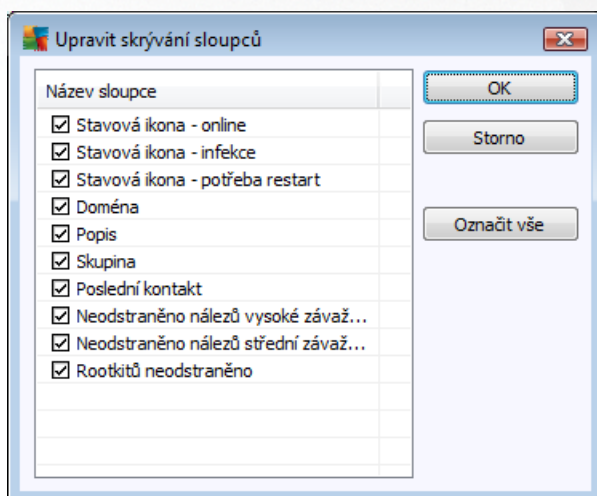 Upravit skrývání sloupců
Název sloupce
Stavová ikona - online
Stavová ikona - infekce
Stavová ikona - potřeba restart
Doména
Popis
Skupina
Poslední kontakt
Neodstraněno nálezů vysoké závaž...
Neodstraněno nálezů střední závaž...
Rootkitů neodstraněno
OK
Storno
Označit vše